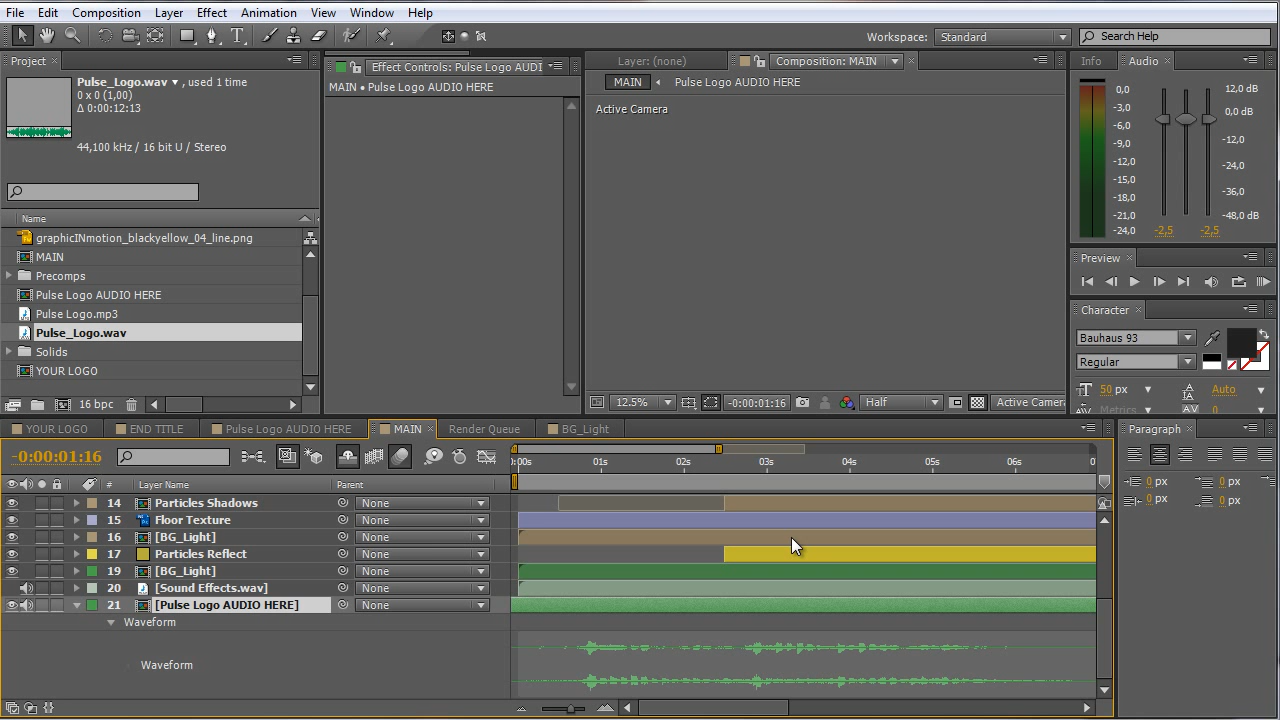 File Edit Composition Layer Effect Animation View Window Help
Workspace: Standard Search Help
Project
Pulse_Logo.wav ▼ , used 1 time
0 x 0 (1,00)
Δ 0:00:12:13
44,100 kHz / 16 bit U / Stereo
Name
graphicINmotion_blackyellow_04_line.png
MAIN
Precomps
Pulse Logo AUDIO HERE
Pulse Logo.mp3
Pulse_Logo.wav
Solids
YOUR LOGO
16 bpc
Effect Controls: Pulse Logo AUDI
MAIN • Pulse Logo AUDIO HERE
Layer: (none) Composition: MAIN
MAIN Pulse Logo AUDIO HERE
Active Camera
12.5% -0:00:01:16 Half Active Camera
Info Audio
0,0
-3,0
-6,0
-9,0
-12,0
-15,0
-18,0
-21,0
-24,0
12,0 dB
0,0 dB
-12,0
-24,0
-36,0
-48,0 dB
-2,5 -2,5
Preview
Character
Bauhaus 93
Regular
50 px Auto
Metrics 0
Paragraph
0 px 0 px
0 px 0 px
YOUR LOGO END TITLE Pulse Logo AUDIO HERE MAIN Render Queue BG_Light
-0:00:01:16
# Layer Name Parent
0:00s 01s 02s 03s 04s 05s 06s 0
14 Particles Shadows None
15 Floor Texture None
16 [BG_Light] None
17 Particles Reflect None
19 [BG_Light] None
20 [Sound Effects.wav] None
21 [Pulse Logo AUDIO HERE] None
Waveform
Waveform